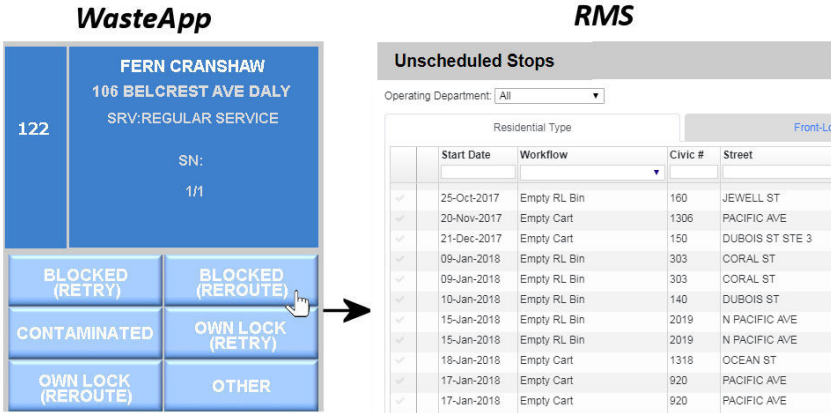 WasteApp
RMS
122
FERN CRANSHAW
106 BELCREST AVE DALY
SRV:REGULAR SERVICE
SN:
1/1
BLOCKED
(RETRY)
BLOCKED
(REROUTE)
CONTAMINATED
OWN LOCK
(RETRY)
OWN LOCK
(REROUTE)
OTHER
Unscheduled Stops
Operating Department: All
Residential Type
Start Date Workflow Civic # Street
25-Oct-2017 Empty RL Bin 160 JEWELL ST
20-Nov-2017 Empty Cart 1306 PACIFIC AVE
21-Dec-2017 Empty Cart 150 DUBOIS ST STE 3
09-Jan-2018 Empty RL Bin 303 CORAL ST
09-Jan-2018 Empty RL Bin 303 CORAL ST
10-Jan-2018 Empty RL Bin 140 DUBOIS ST
15-Jan-2018 Empty RL Bin 2019 N PACIFIC AVE
15-Jan-2018 Empty RL Bin 2019 N PACIFIC AVE
18-Jan-2018 Empty Cart 1318 OCEAN ST
17-Jan-2018 Empty Cart 920 PACIFIC AVE
17-Jan-2018 Empty Cart 920 PACIFIC AVE